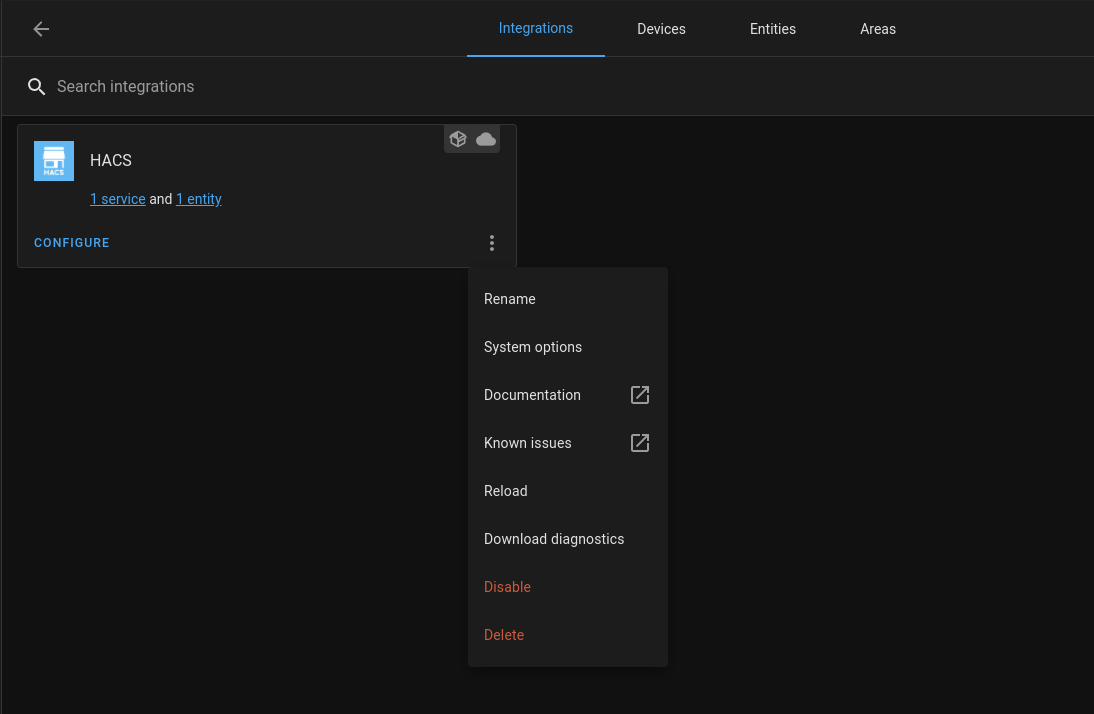 Integrations Devices Entities Areas
Search integrations
HACS
HACS
1 service and 1 entity
CONFIGURE
Rename
System options
Documentation
Known issues
Reload
Download diagnostics
Disable
Delete